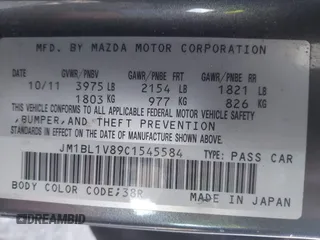 MFD. BY MAZDA MOTOR CORPORATION
GVWR/PNBV GAWR/PNBE FRT GAWR/PNBE RR
10/11 3975 LB 2154 LB 1821 LB
1803 KG 977 KG 826 KG
THIS VEHICLE CONFORMS TO ALL APPLICABLE
FEDERAL MOTOR VEHICLE SAFETY
,BUMPER,AND THEFT PREVENTION
STANDARDS IN EFFECT ON THE DATE OF MANUFACTURE
SHOWN ABOVE.
JM1BL1V89C1545584 TYPE: PASS CAR
BODY COLOR CODE;38R MADE IN JAPAN
DREAMBID